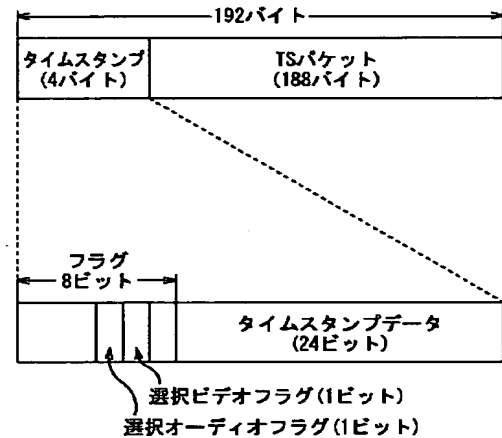 192バイト
タイムスタンプ
(4バイト)
TSパケット
(188バイト)
フラグ
8ビット
タイムスタンプデータ
(24ビット)
選択ビデオフラグ(1ビット)
選択オーディオフラグ(1ビット)